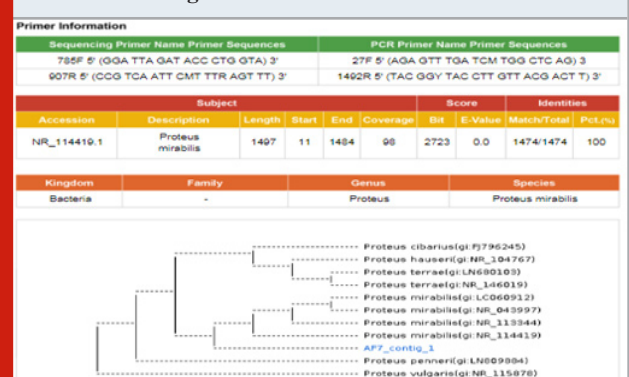 Primer Information
Sequencing Primer Name Primer Sequences PCR Primer Name Primer Sequences
785F 5' (GGA TTA GAT ACC CTG GTA) 3' 27F 5' (AGA GTT TGA TCM TGG CTC AG) 3
907R 5' (CCG TCA ATT CMT TTR AGT TT) 3' 1492R 5' (TAC GGY TAC CTT GTT ACG ACT T) 3'
Subject Score Identities
Accession Description Length Start End Coverage Bit E-Value Match/Total Pct.(%)
NR_114419.1 Proteus mirabilis 1497 11 1484 98 2723 0.0 1474/1474 100
Kingdom Family Genus Species
Bacteria - Proteus Proteus mirabilis
Proteus cibarius(gi:FJ796245)
Proteus hauseri(gi:NR_104767)
Proteus terrae(gi:LN680103)
Proteus terrae(gi:NR_146019)
Proteus mirabilis(gi:LC060912)
Proteus mirabilis(gi:NR_043997)
Proteus mirabilis(gi:NR_113344)
Proteus mirabilis(gi:NR_114419)
AP7_contig_1
Proteus penneri(gi:LN809884)
Proteus vulgaris(gi:NR_115878)